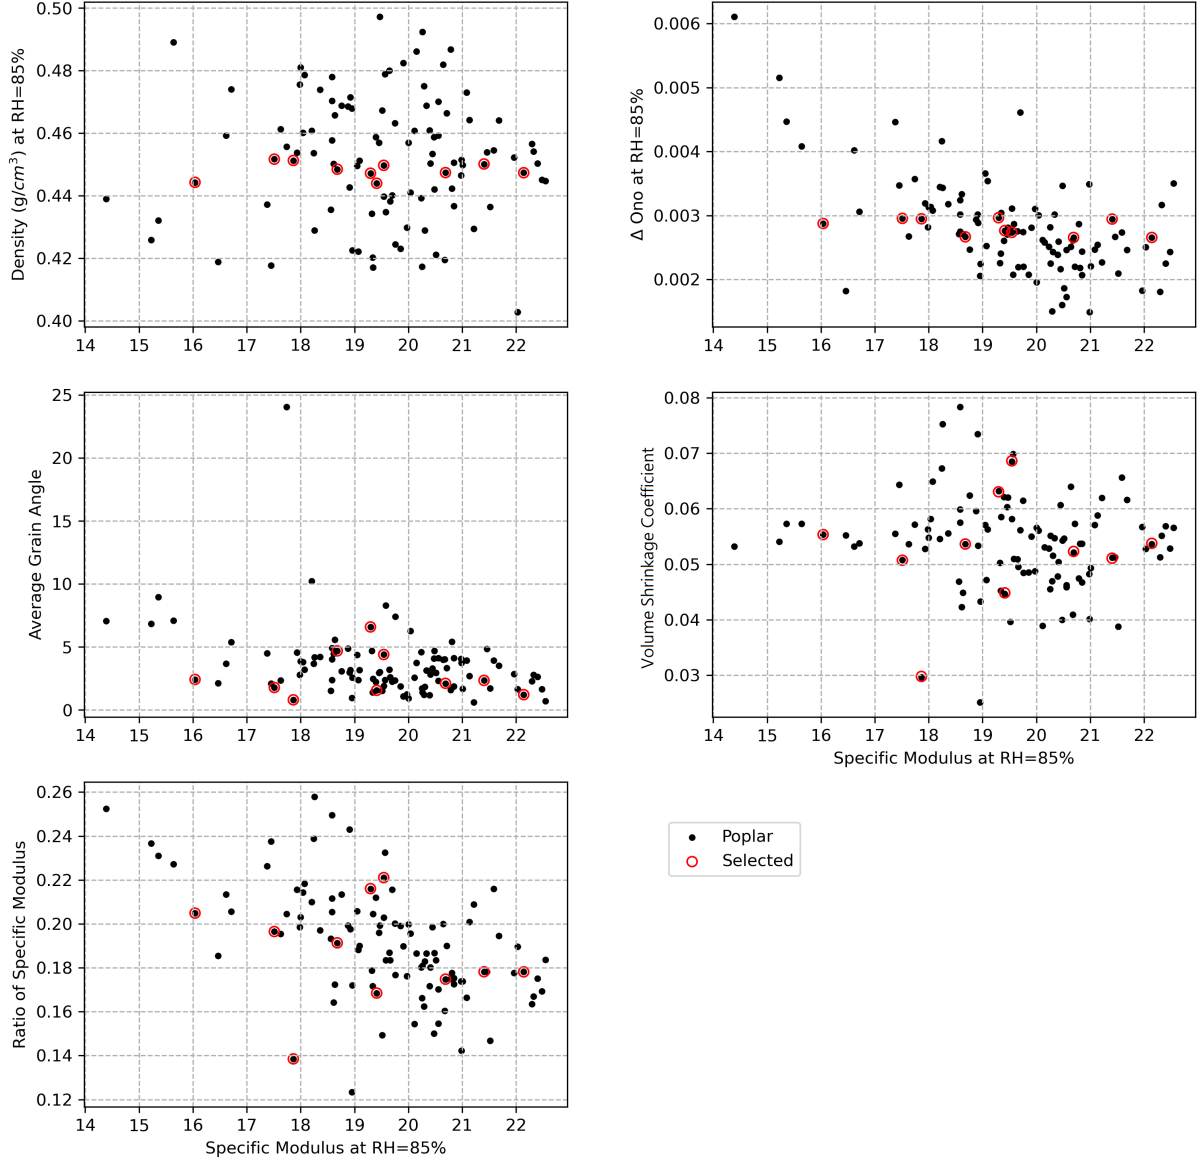 0.50
0.48
0.46
0.44
0.42
0.40
Density (g/cm³) at RH=85%
14 15 16 17 18 19 20 21 22
0.006
0.005
0.004
0.003
0.002
Δ Ono at RH=85%
14 15 16 17 18 19 20 21 22
25
20
15
10
5
0
Average Grain Angle
14 15 16 17 18 19 20 21 22
0.08
0.07
0.06
0.05
0.04
0.03
Volume Shrinkage Coefficient
14 15 16 17 18 19 20 21 22
Specific Modulus at RH=85%
0.26
0.24
0.22
0.20
0.18
0.16
0.14
0.12
Ratio of Specific Modulus
14 15 16 17 18 19 20 21 22
Specific Modulus at RH=85%
Poplar
Selected